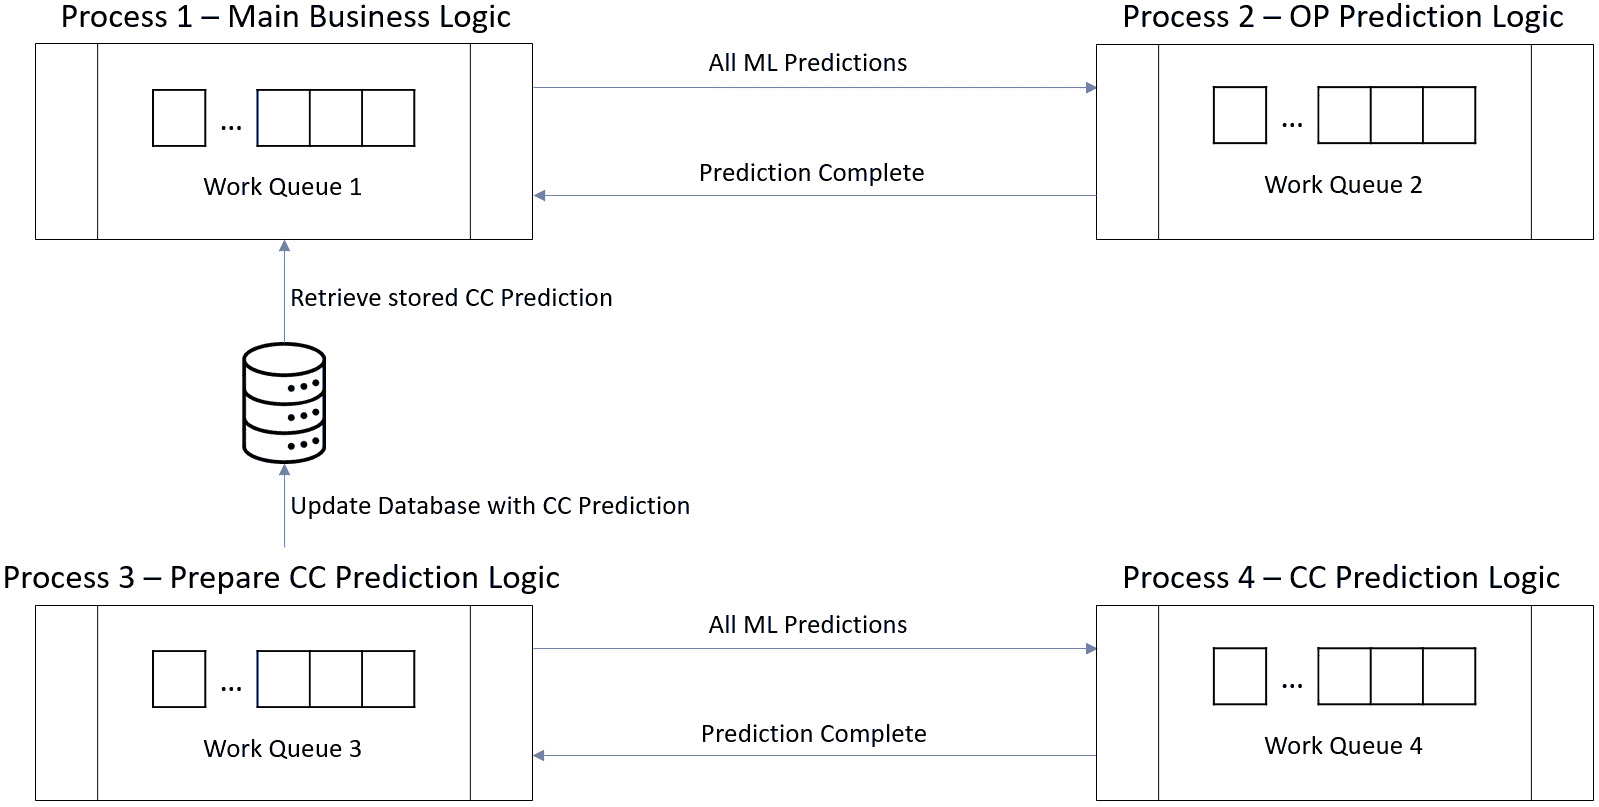 Process 1 – Main Business Logic
Process 2 – OP Prediction Logic
All ML Predictions
...
...
Prediction Complete
Work Queue 1
Work Queue 2
Retrieve stored CC Prediction
Update Database with CC Prediction
Process 3 – Prepare CC Prediction Logic
Process 4 – CC Prediction Logic
All ML Predictions
...
...
Prediction Complete
Work Queue 3
Work Queue 4